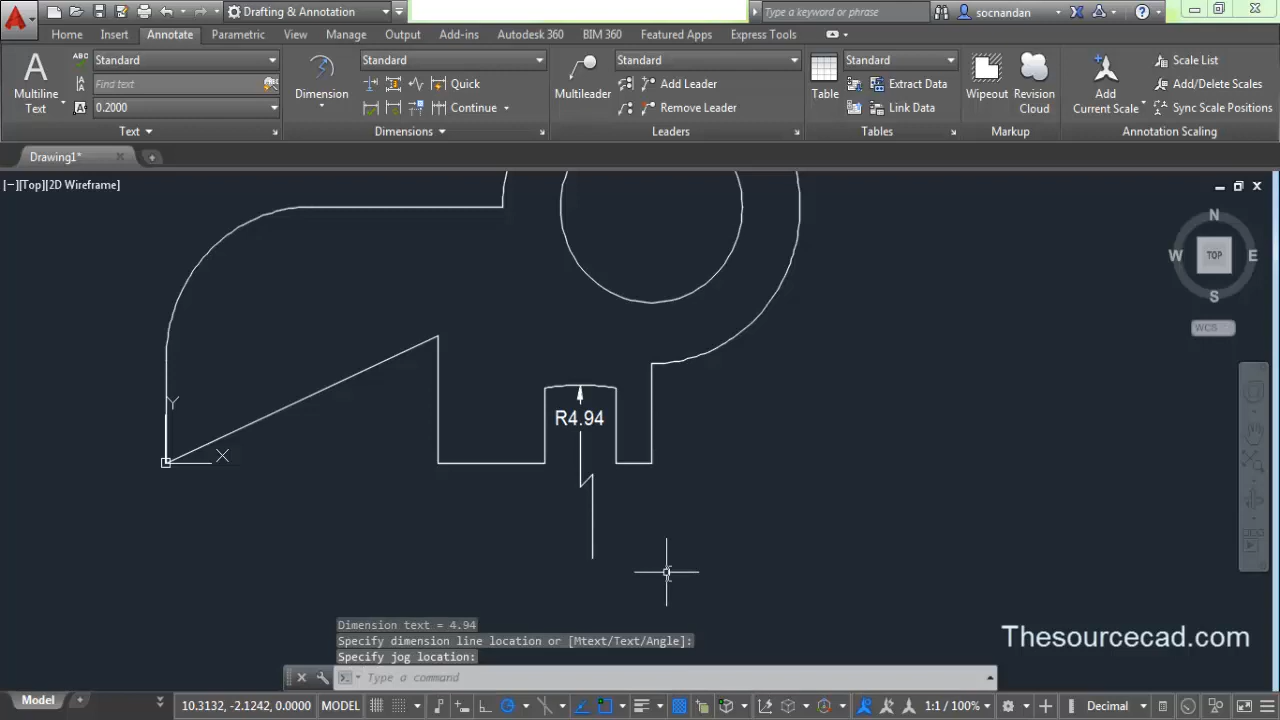 Drafting & Annotation
Type a keyword or phrase
socnandan
Home
Insert
Annotate
Parametric
View
Manage
Output
Add-ins
Autodesk 360
BIM 360
Featured Apps
Express Tools
A
Multiline
Text
ABC
Standard
Find text
0.2000
Text
Dimension
Standard
Quick
Continue
Dimensions
Multileader
Standard
Add Leader
Remove Leader
Leaders
Table
Standard
Extract Data
Link Data
Tables
Wipeout
Revision
Cloud
Markup
Add
Current Scale
Scale List
Add/Delete Scales
Sync Scale Positions
Annotation Scaling
Drawing1*
[−][Top][2D Wireframe]
N
W
TOP
E
S
WCS
R4.94
Y
X
Dimension text = 4.94
Specify dimension line location or [Mtext/Text/Angle]:
Specify jog location:
Type a command
Thesourcecad.com
Model
10.3132, -2.1242, 0.0000
MODEL
1:1 / 100%
Decimal